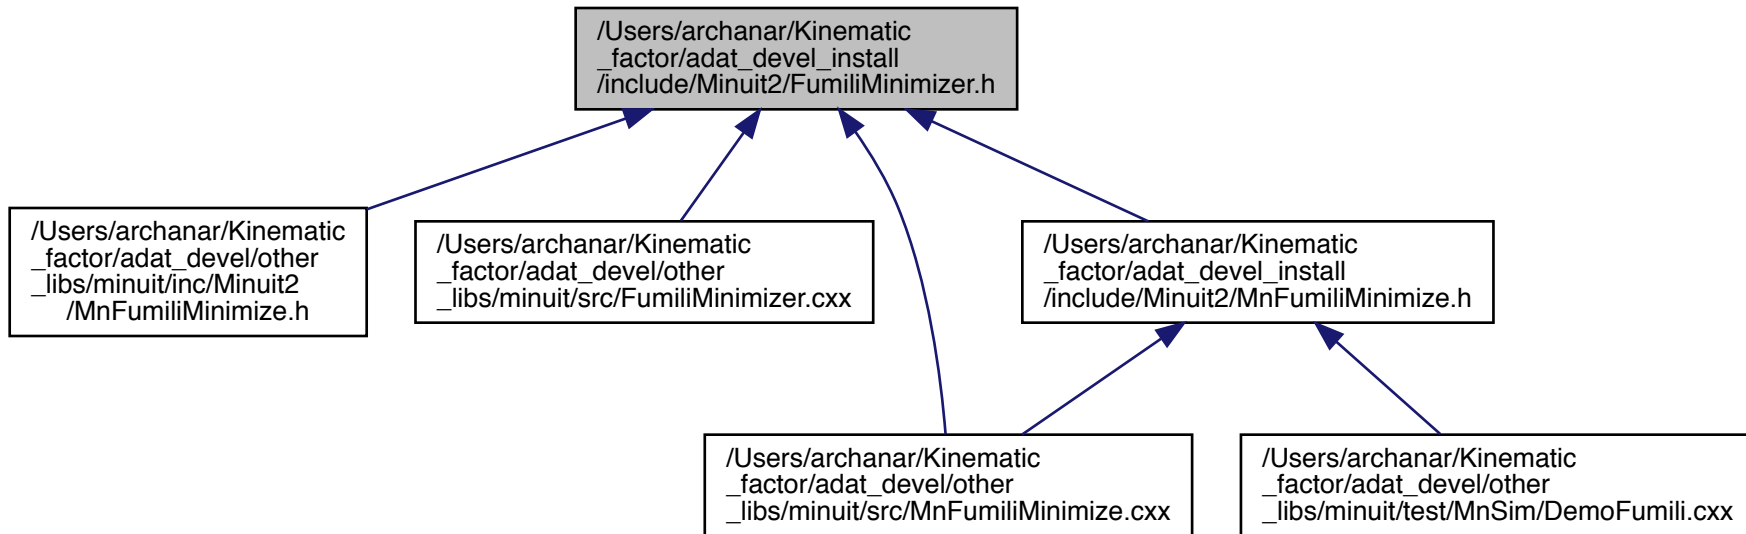 /Users/archanar/Kinematic
_factor/adat_devel_install
/include/Minuit2/FumiliMinimizer.h
/Users/archanar/Kinematic
_factor/adat_devel/other
_libs/minuit/inc/Minuit2
/MnFumiliMinimize.h
/Users/archanar/Kinematic
_factor/adat_devel/other
_libs/minuit/src/FumiliMinimizer.cxx
/Users/archanar/Kinematic
_factor/adat_devel_install
/include/Minuit2/MnFumiliMinimize.h
/Users/archanar/Kinematic
_factor/adat_devel/other
_libs/minuit/src/MnFumiliMinimize.cxx
/Users/archanar/Kinematic
_factor/adat_devel/other
_libs/minuit/test/MnSim/DemoFumili.cxx